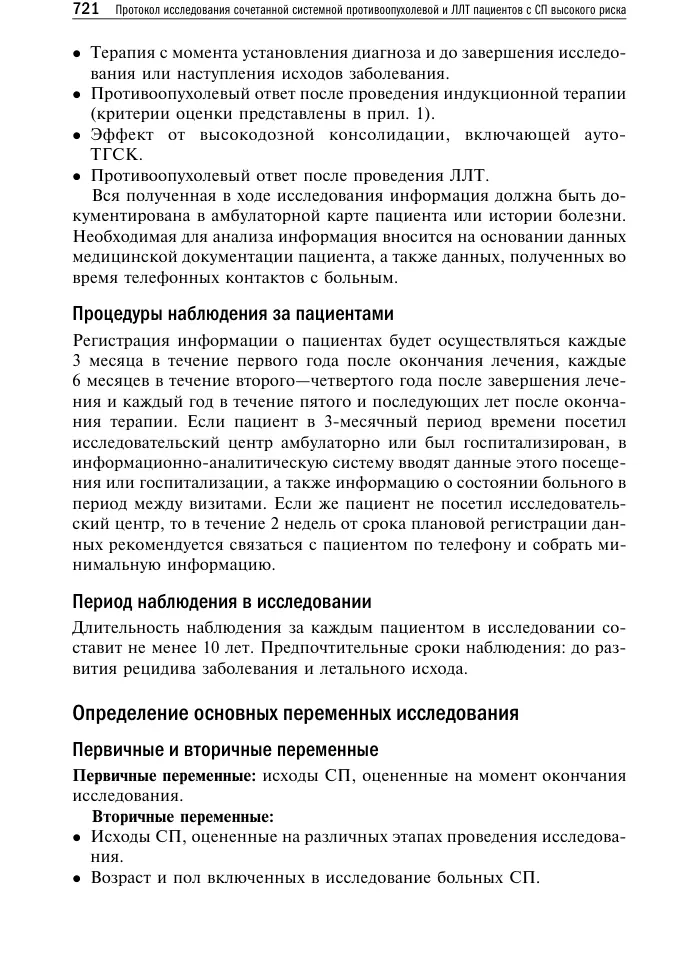 721 Протокол исследования сочетанной системной противоопухолевой и ЛЛТ пациентов с СП высокого риска
● Терапия с момента установления диагноза и до завершения исследо-
вания или наступления исходов заболевания.
● Противоопухолевый ответ после проведения индукционной терапии
(критерии оценки представлены в прил. 1).
● Эффект от высокодозной консолидации, включающей ауто-
ТГСК.
● Противоопухолевый ответ после проведения ЛЛТ.
Вся полученная в ходе исследования информация должна быть до-
кументирована в амбулаторной карте пациента или истории болезни.
Необходимая для анализа информация вносится на основании данных
медицинской документации пациента, а также данных, полученных во
время телефонных контактов с больным.
Процедуры наблюдения за пациентами
Регистрация информации о пациентах будет осуществляться каждые
3 месяца в течение первого года после окончания лечения, каждые
6 месяцев в течение второго—четвертого года после завершения лече-
ния и каждый год в течение пятого и последующих лет после оконча-
ния терапии. Если пациент в 3-месячный период времени посетил
исследовательский центр амбулаторно или был госпитализирован, в
информационно-аналитическую систему вводят данные этого посеще-
ния или госпитализации, а также информацию о состоянии больного в
период между визитами. Если же пациент не посетил исследователь-
ский центр, то в течение 2 недель от срока плановой регистрации дан-
ных рекомендуется связаться с пациентом по телефону и собрать ми-
нимальную информацию.
Период наблюдения в исследовании
Длительность наблюдения за каждым пациентом в исследовании со-
ставит не менее 10 лет. Предпочтительные сроки наблюдения: до раз-
вития рецидива заболевания и летального исхода.
Определение основных переменных исследования
Первичные и вторичные переменные
Первичные переменные: исходы СП, оцененные на момент окончания
исследования.
Вторичные переменные:
● Исходы СП, оцененные на различных этапах проведения исследова-
ния.
● Возраст и пол включенных в исследование больных СП.